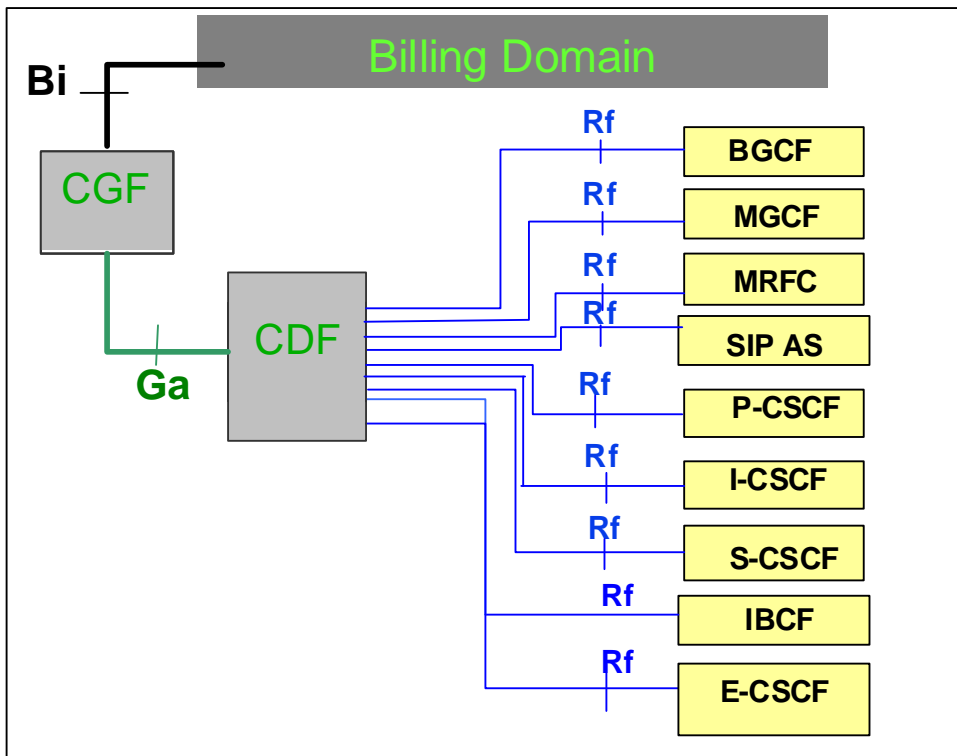 Billing Domain
Bi
Rf
BGCF
CGF
Rf
MGCF
Rf
MRFC
Rf
SIP AS
CDF
Ga
Rf
P-CSCF
Rf
I-CSCF
Rf
S-CSCF
Rf
IBCF
Rf
E-CSCF